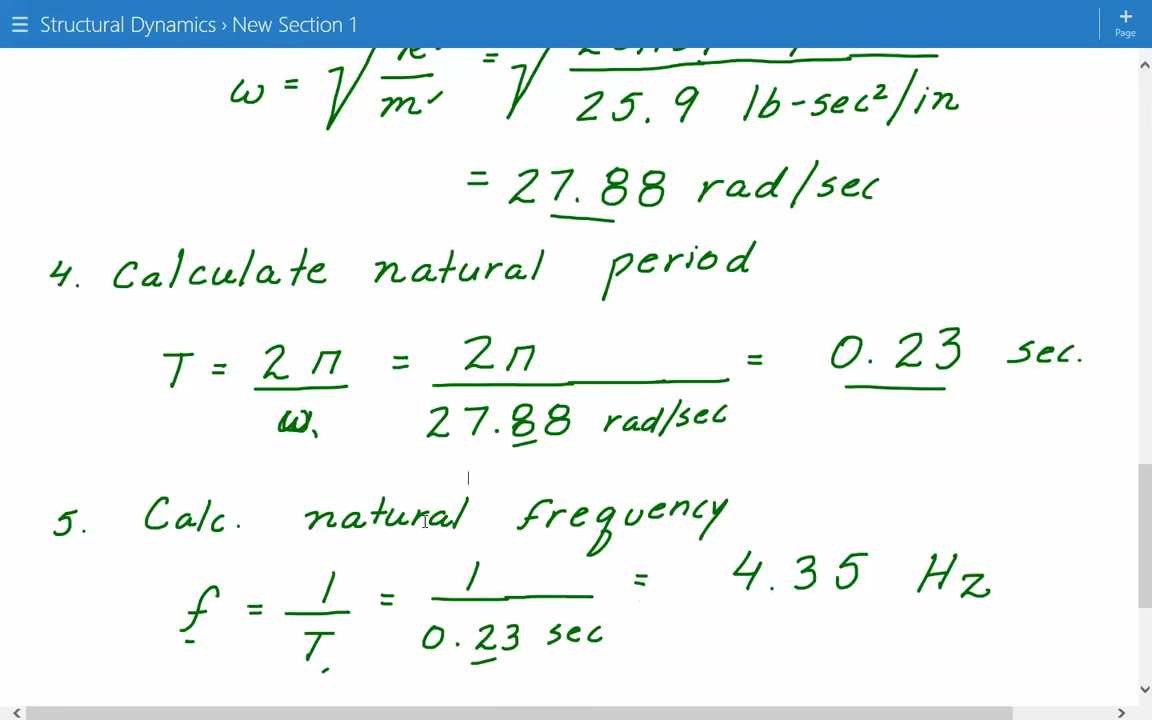 Structural Dynamics › New Section 1
+
Page
ω = √ k/m = √ / 25.9 lb-sec²/in
= 27.88 rad/sec
4. Calculate natural period
T = 2π/ω = 2π/27.88 rad/sec = 0.23 sec.
5. Calc. natural frequency
f = 1/T = 1/0.23 sec = 4.35 Hz